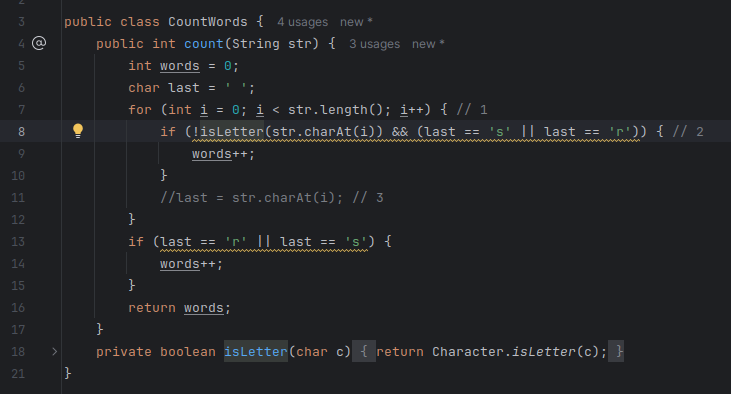 3 public class CountWords { 4 usages new *
4 @ public int count(String str) { 3 usages new *
5 int words = 0;
6 char last = ' ';
7 for (int i = 0; i < str.length(); i++) { // 1
8 if (!isLetter(str.charAt(i)) && (last == 's' || last == 'r')) { // 2
9 words++;
10 }
11 //last = str.charAt(i); // 3
12 }
13 if (last == 'r' || last == 's') {
14 words++;
15 }
16 return words;
17 }
18 > private boolean isLetter(char c) { return Character.isLetter(c); }
21 }